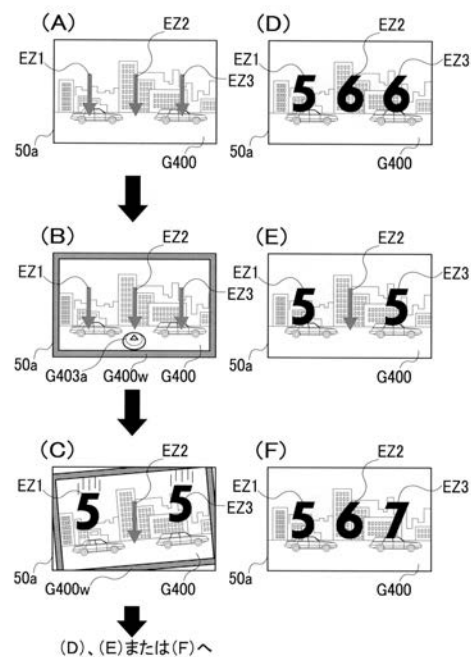 (A)
EZ2
EZ1
EZ3
50a
G400
(D)
EZ2
EZ1
EZ3
5 6 6
50a
G400
(B)
EZ2
EZ1
EZ3
50a
G403a
G400w
G400
(E)
EZ2
EZ1
EZ3
5 5
50a
G400
(C)
EZ2
EZ1
5 5
EZ3
50a
G400w
G400
(F)
EZ2
EZ1
EZ3
5 6 7
50a
G400
(D)、(E)または(F)へ